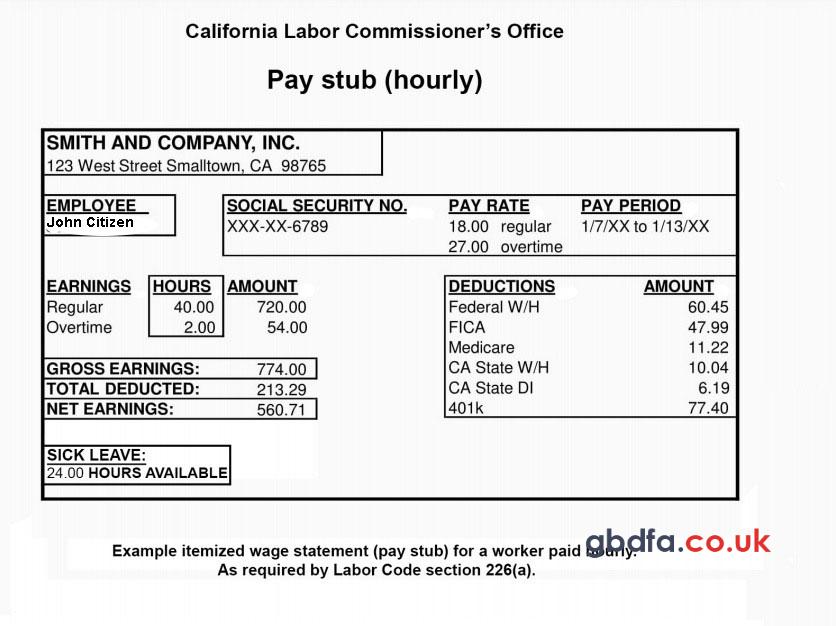 California Labor Commissioner's Office
Pay stub (hourly)
SMITH AND COMPANY, INC.
123 West Street Smalltown, CA 98765
EMPLOYEE SOCIAL SECURITY NO. PAY RATE PAY PERIOD
John Citizen XXX-XX-6789 18.00 regular 1/7/XX to 1/13/XX
27.00 overtime
EARNINGS HOURS AMOUNT DEDUCTIONS AMOUNT
Regular 40.00 720.00 Federal W/H 60.45
Overtime 2.00 54.00 FICA 47.99
Medicare 11.22
GROSS EARNINGS: 774.00 CA State W/H 10.04
TOTAL DEDUCTED: 213.29 CA State DI 6.19
NET EARNINGS: 560.71 401k 77.40
SICK LEAVE:
24.00 HOURS AVAILABLE
Example itemized wage statement (pay stub) for a worker paid hourly.
gbdfa.co.uk
As required by Labor Code section 226(a).